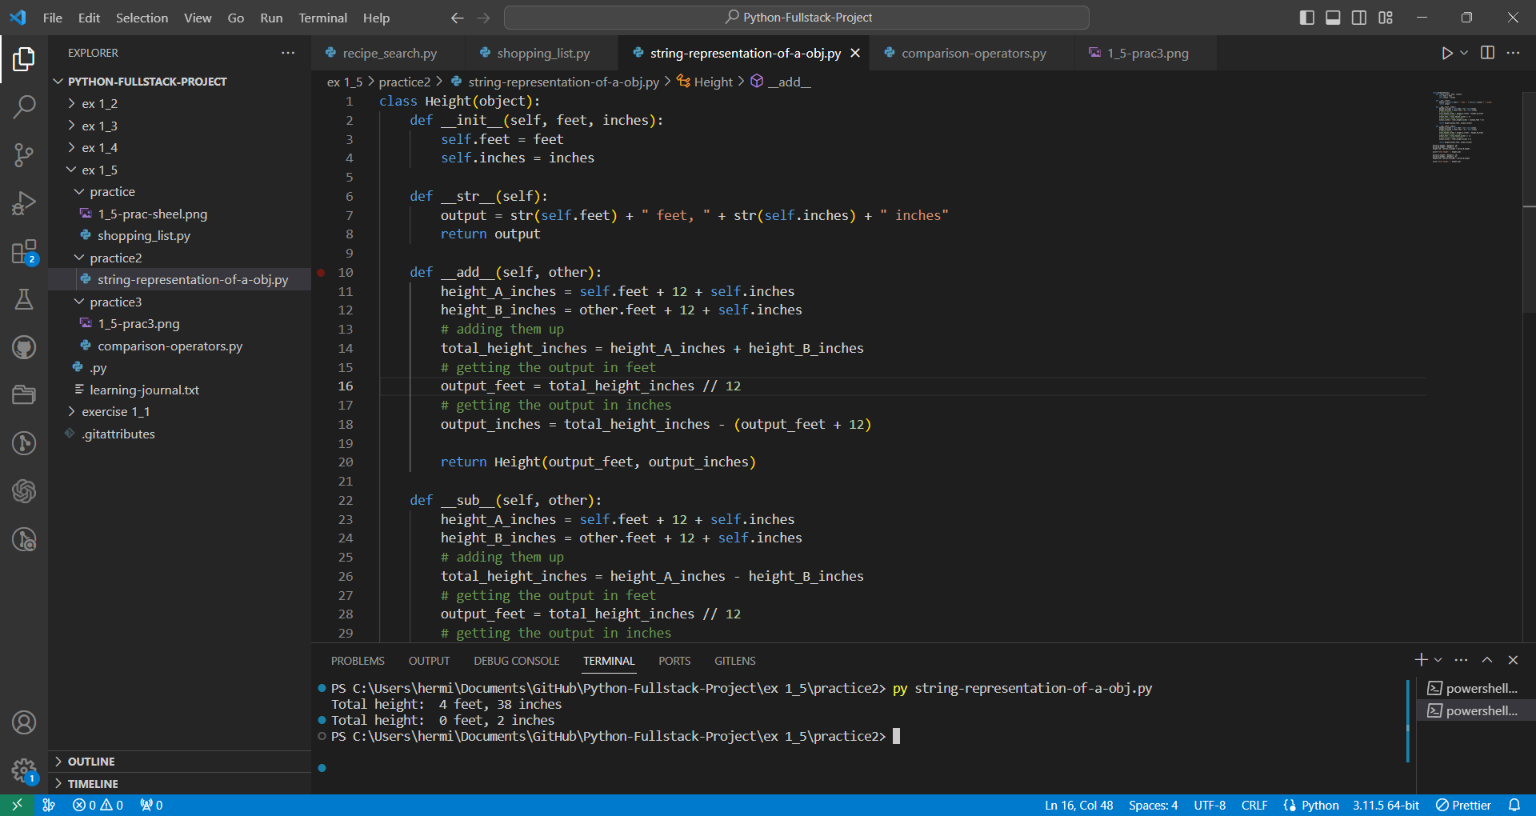 File Edit Selection View Go Run Terminal Help
Python-Fullstack-Project
EXPLORER
PYTHON-FULLSTACK-PROJECT
ex 1_2
ex 1_3
ex 1_4
ex 1_5
practice
1_5-prac-sheel.png
shopping_list.py
practice2
string-representation-of-a-obj.py
practice3
1_5-prac3.png
comparison-operators.py
.py
learning-journal.txt
exercise 1_1
.gitattributes
OUTLINE
TIMELINE
2
1
recipe_search.py shopping_list.py string-representation-of-a-obj.py comparison-operators.py 1_5-prac3.png
ex 1_5 > practice2 > string-representation-of-a-obj.py > Height > __add__
1 class Height(object):
2 def __init__(self, feet, inches):
3 self.feet = feet
4 self.inches = inches
5
6 def __str__(self):
7 output = str(self.feet) + " feet, " + str(self.inches) + " inches"
8 return output
9
10 def __add__(self, other):
11 height_A_inches = self.feet + 12 + self.inches
12 height_B_inches = other.feet + 12 + self.inches
13 # adding them up
14 total_height_inches = height_A_inches + height_B_inches
15 # getting the output in feet
16 output_feet = total_height_inches // 12
17 # getting the output in inches
18 output_inches = total_height_inches - (output_feet + 12)
19
20 return Height(output_feet, output_inches)
21
22 def __sub__(self, other):
23 height_A_inches = self.feet + 12 + self.inches
24 height_B_inches = other.feet + 12 + self.inches
25 # adding them up
26 total_height_inches = height_A_inches - height_B_inches
27 # getting the output in feet
28 output_feet = total_height_inches // 12
29 # getting the output in inches
PROBLEMS OUTPUT DEBUG CONSOLE TERMINAL PORTS GITLENS
PS C:\Users\hermi\Documents\GitHub\Python-Fullstack-Project\ex 1_5\practice2> py string-representation-of-a-obj.py
Total height:  4 feet, 38 inches
Total height:  0 feet, 2 inches
PS C:\Users\hermi\Documents\GitHub\Python-Fullstack-Project\ex 1_5\practice2>
powershell...
powershell...
0 0 0 Ln 16, Col 48 Spaces: 4 UTF-8 CRLF Python 3.11.5 64-bit Prettier